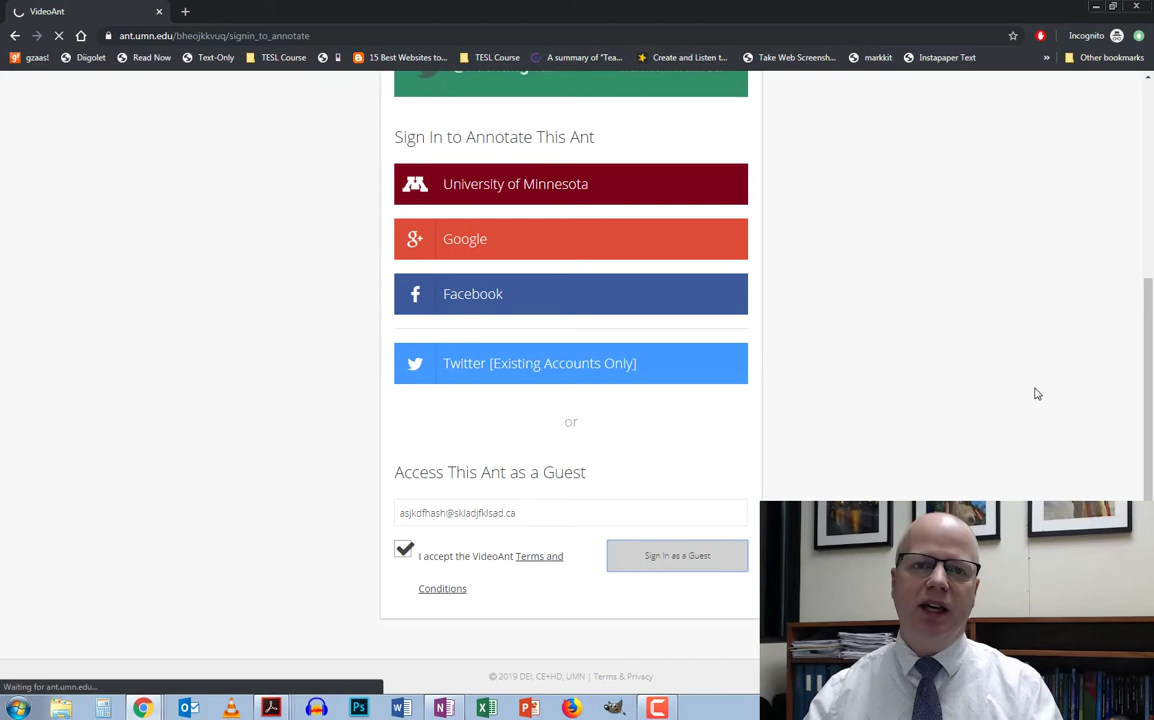 VideoAnt
ant.umn.edu/bheojkkvuq/signin_to_annotate
Incognito
gzaas!
Diigolet
Read Now
Text-Only
TESL Course
15 Best Websites to...
TESL Course
A summary of "Tea...
Create and Listen t...
Take Web Screensh...
markkit
Instapaper Text
»
Other bookmarks
Sign In to Annotate This Ant
University of Minnesota
Google
Facebook
Twitter [Existing Accounts Only]
or
Access This Ant as a Guest
asjkdfhash@skladjfklsad.ca
I accept the VideoAnt Terms and
Conditions
Sign In as a Guest
© 2019 DEI, CE+HD, UMN | Terms & Privacy
Waiting for ant.umn.edu...